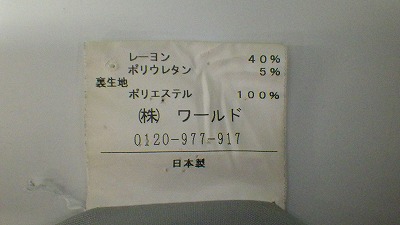 レーヨン 40%
ポリウレタン 5%
裏生地
ポリエステル 100%
㈱ ワールド
0120-977-917
日本製